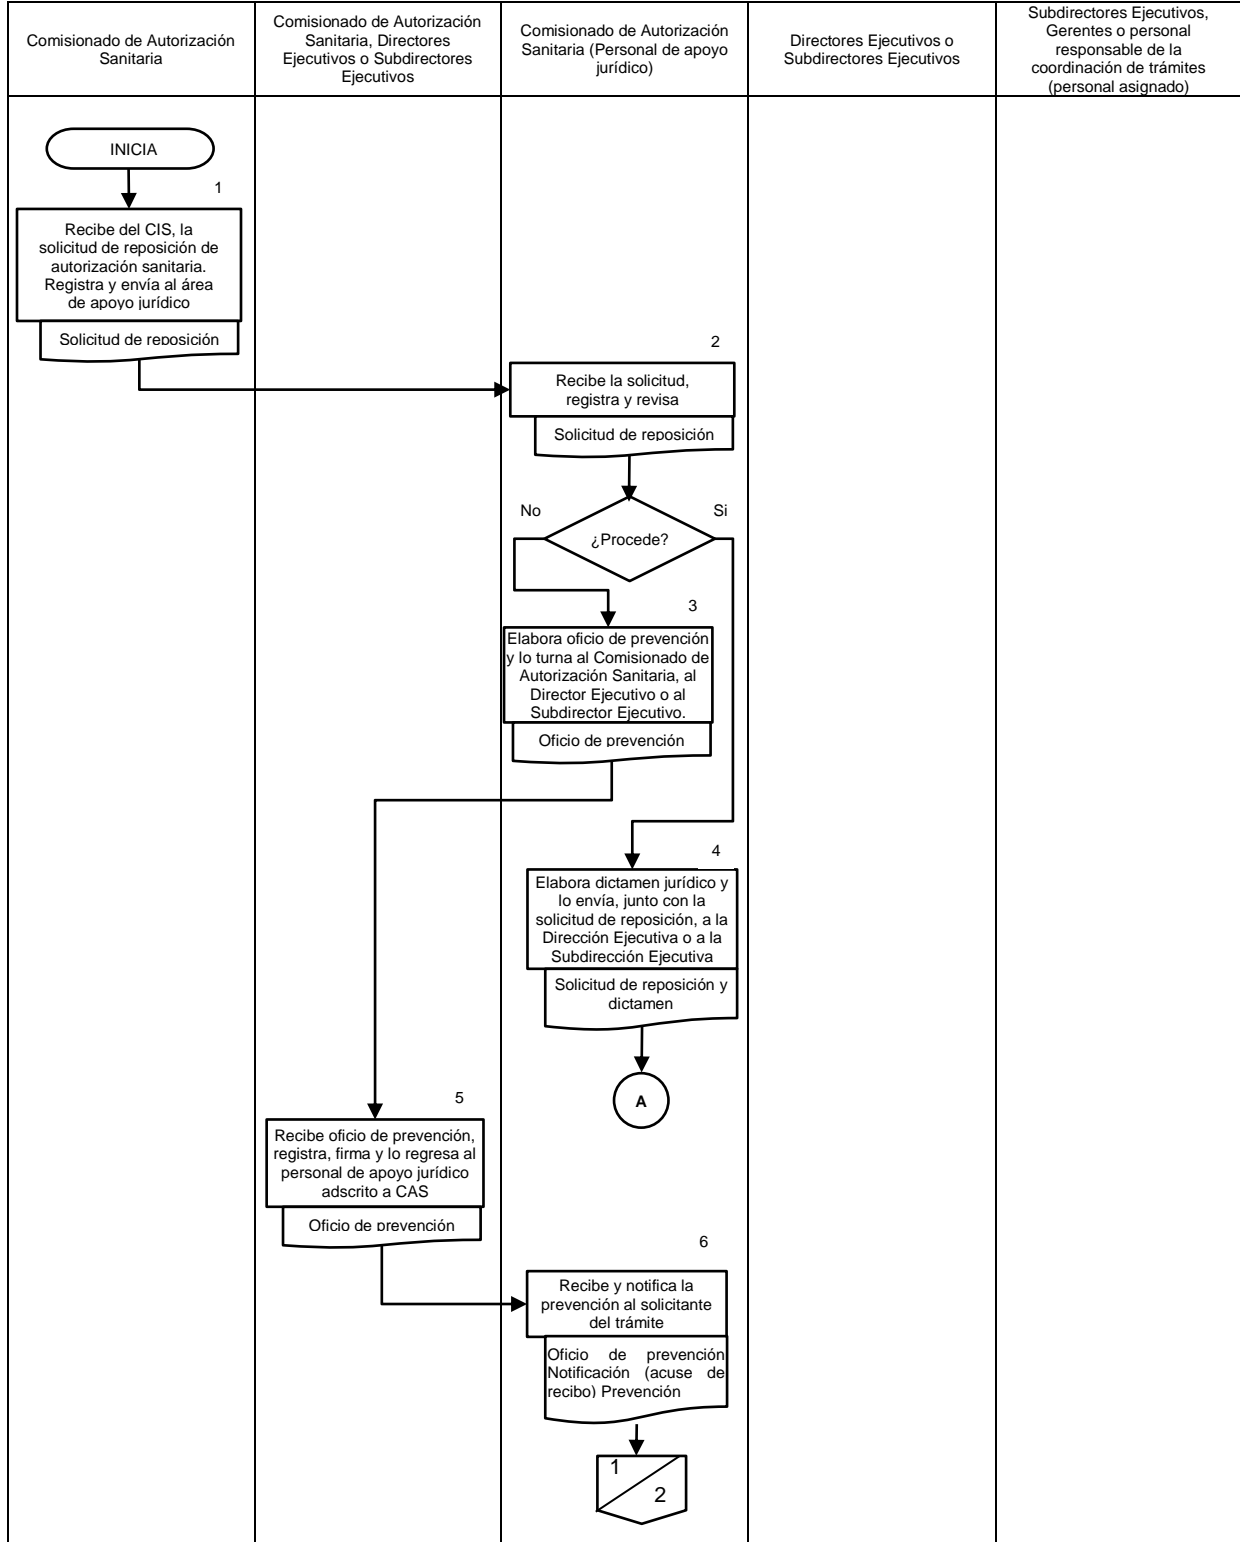 Comisionado de Autorización
Sanitaria
Comisionado de Autorización
Sanitaria, Directores
Ejecutivos o Subdirectores
Ejecutivos
Comisionado de Autorización
Sanitaria (Personal de apoyo
jurídico)
Directores Ejecutivos o
Subdirectores Ejecutivos
Subdirectores Ejecutivos,
Gerentes o personal
responsable de la
coordinación de trámites
(personal asignado)
INICIA
1
Recibe del CIS, la
solicitud de reposición de
autorización sanitaria.
Registra y envía al área
de apoyo jurídico
Solicitud de reposición
2
Recibe la solicitud,
registra y revisa
Solicitud de reposición
No
Si
¿Procede?
3
Elabora oficio de prevención
y lo turna al Comisionado de
Autorización Sanitaria, al
Director Ejecutivo o al
Subdirector Ejecutivo.
Oficio de prevención
4
Elabora dictamen jurídico y
lo envía, junto con la
solicitud de reposición, a la
Dirección Ejecutiva o a la
Subdirección Ejecutiva
Solicitud de reposición y
dictamen
A
5
Recibe oficio de prevención,
registra, firma y lo regresa al
personal de apoyo jurídico
adscrito a CAS
Oficio de prevención
6
Recibe y notifica la
prevención al solicitante
del trámite
Oficio de prevención
Notificación (acuse de
recibo) Prevención
1
2